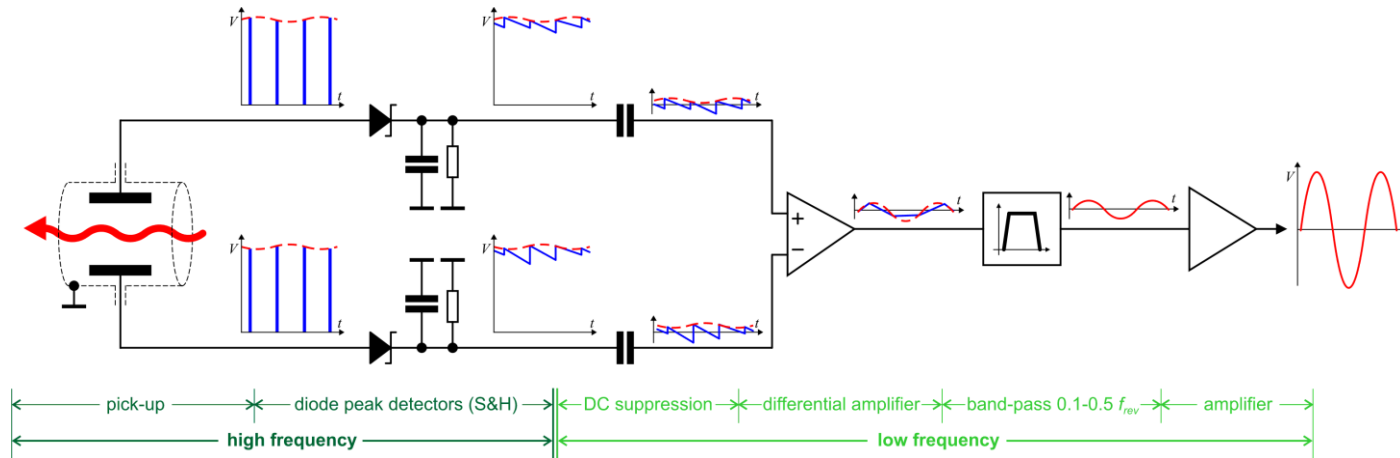 V
t
V
t
t
V
t
V
t
t
+
−
t
t
V
t
pick-up
diode peak detectors (S&H)
DC suppression
differential amplifier
band-pass 0.1-0.5 frev
amplifier
high frequency
low frequency